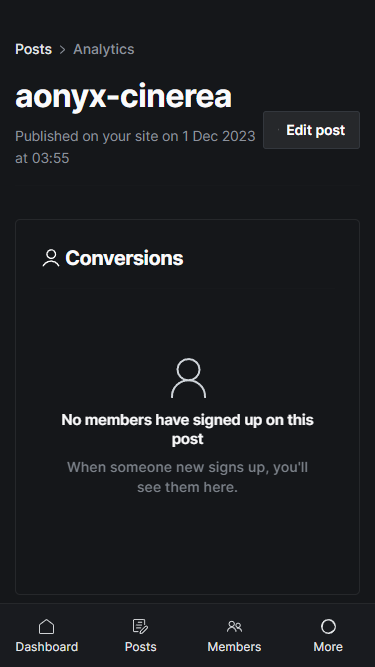 Posts > Analytics
aonyx-cinerea
Published on your site on 1 Dec 2023
at 03:55
Edit post
Conversions
No members have signed up on this
post
When someone new signs up, you'll
see them here.
Dashboard Posts Members More